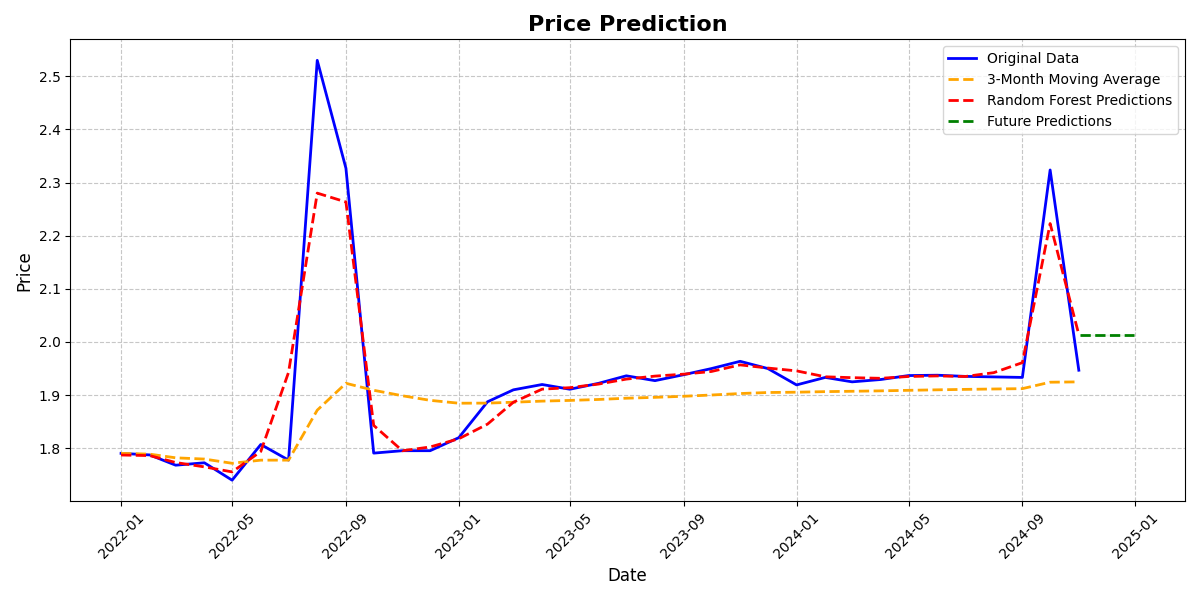 Price Prediction
Original Data
3-Month Moving Average
Random Forest Predictions
Future Predictions
Price
2.5
2.4
2.3
2.2
2.1
2.0
1.9
1.8
2022-01
2022-05
2022-09
2023-01
2023-05
2023-09
2024-01
2024-05
2024-09
2025-01
Date